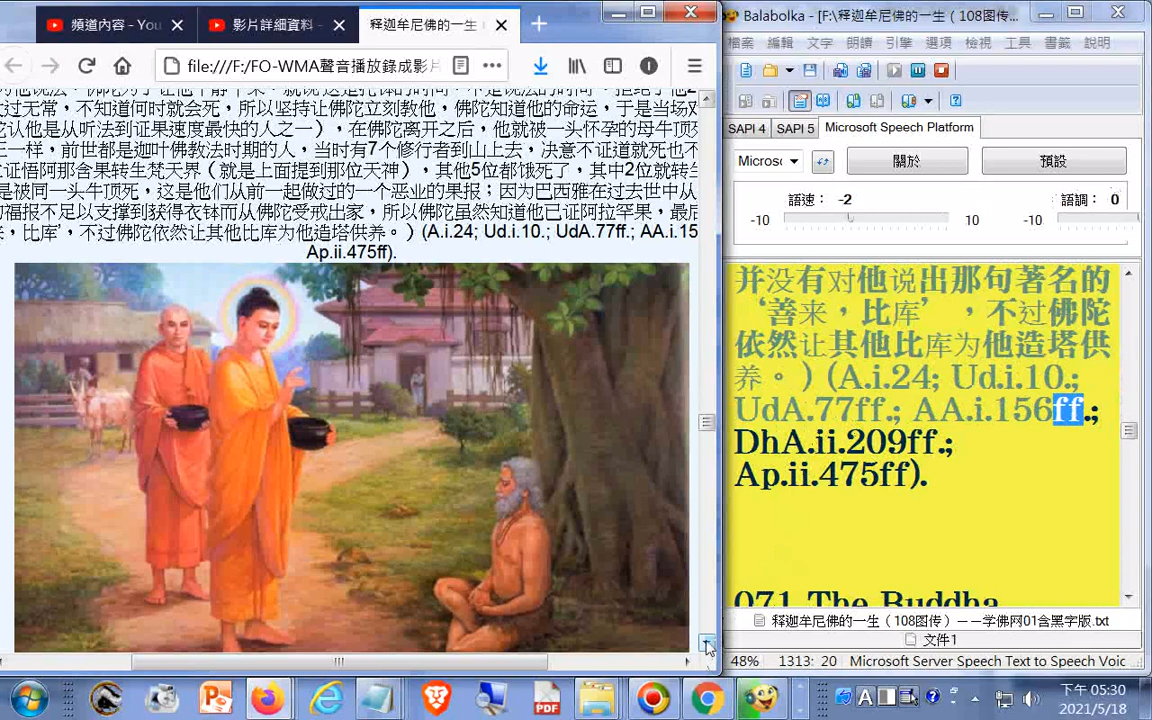 頻道內容 - You
影片詳細資料 -
释迦牟尼佛的一生
file:///F:/FO-WMA聲音播放錄成影片
过无常，不知道何时就会死，所以坚持让佛陀立刻教他，佛陀知道他的命运，于是当场对
认他是从听法到证果速度最快的人之一），在佛陀离开之后，他就被一头怀孕的母牛顶死
一样，前世都是迦叶佛教法时期的人，当时有7个修行者到山上去，决意不证道就死也不
证悟阿那含果转生梵天界（就是上面提到那位天神），其他5位都饿死了，其中2位就转生
是被同一头牛顶死，这是他们从前一起做过的一个恶业的果报；因为巴西雅在过去世中从
福报不足以支撑到获得衣钵而从佛陀受戒出家，所以佛陀虽然知道他已证阿拉罕果，最后
，比库’，不过佛陀依然让其他比库为他造塔供养。）(A.i.24; Ud.i.10.; UdA.77ff.; AA.i.15
Ap.ii.475ff).
Balabolka - [F:\释迦牟尼佛的一生（108图传）...
檔案 編輯 文字 朗讀 引擎 選項 檢視 工具 書籤 說明
SAPI 4 SAPI 5 Microsoft Speech Platform
Micros 關於 預設
語速： -2 語調： 0
-10 10 -10
并没有对他说出那句著名的
‘善来，比库’，不过佛陀
依然让其他比库为他造塔供
养。）(A.i.24; Ud.i.10.;
UdA.77ff.; AA.i.156ff.;
DhA.ii.209ff.;
Ap.ii.475ff).
071 The Buddha
释迦牟尼佛的一生（108图传）——学佛网01含黑字版.txt
文件1
48% 1313: 20 Microsoft Server Speech Text to Speech Voic
下午 05:30
2021/5/18